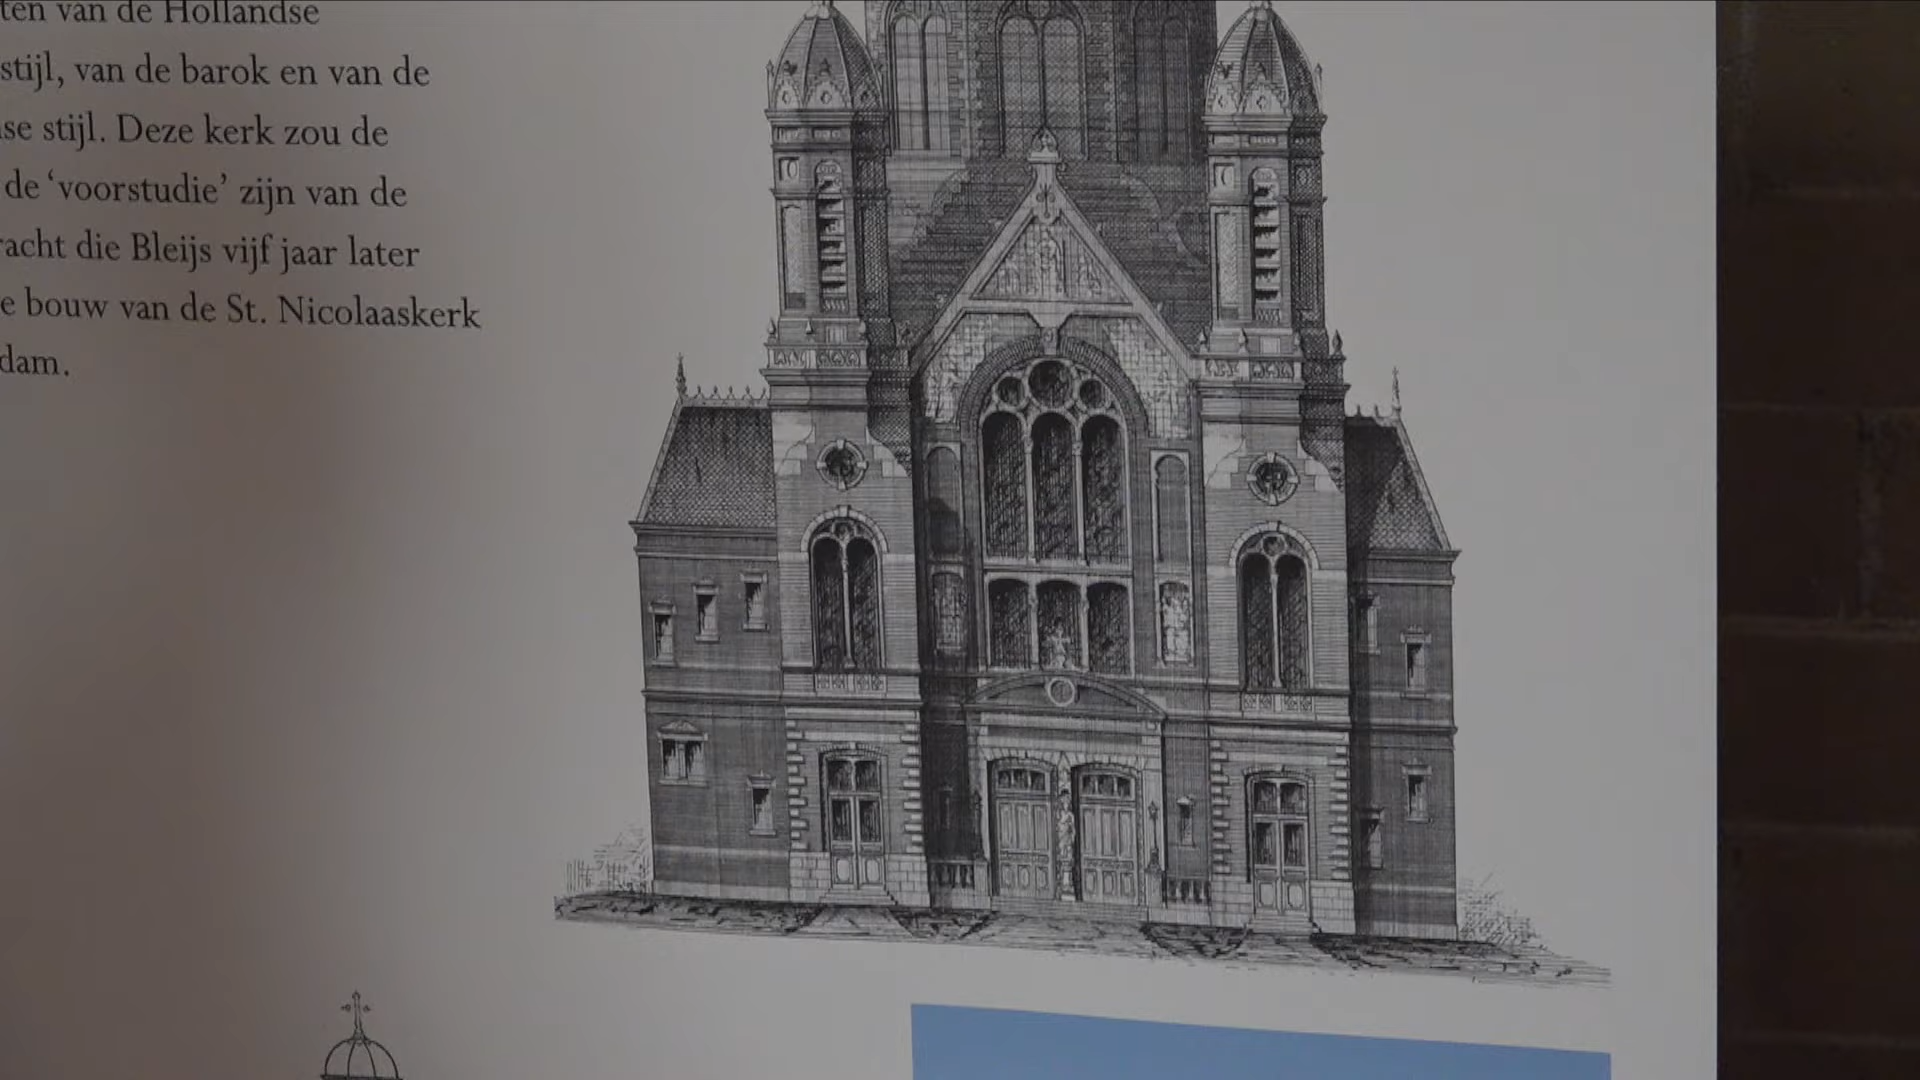 ten van de Hollandse
stijl, van de barok en van de
se stijl. Deze kerk zou de
de ‘voorstudie’ zijn van de
racht die Bleijs vijf jaar later
e bouw van de St. Nicolaaskerk
dam.